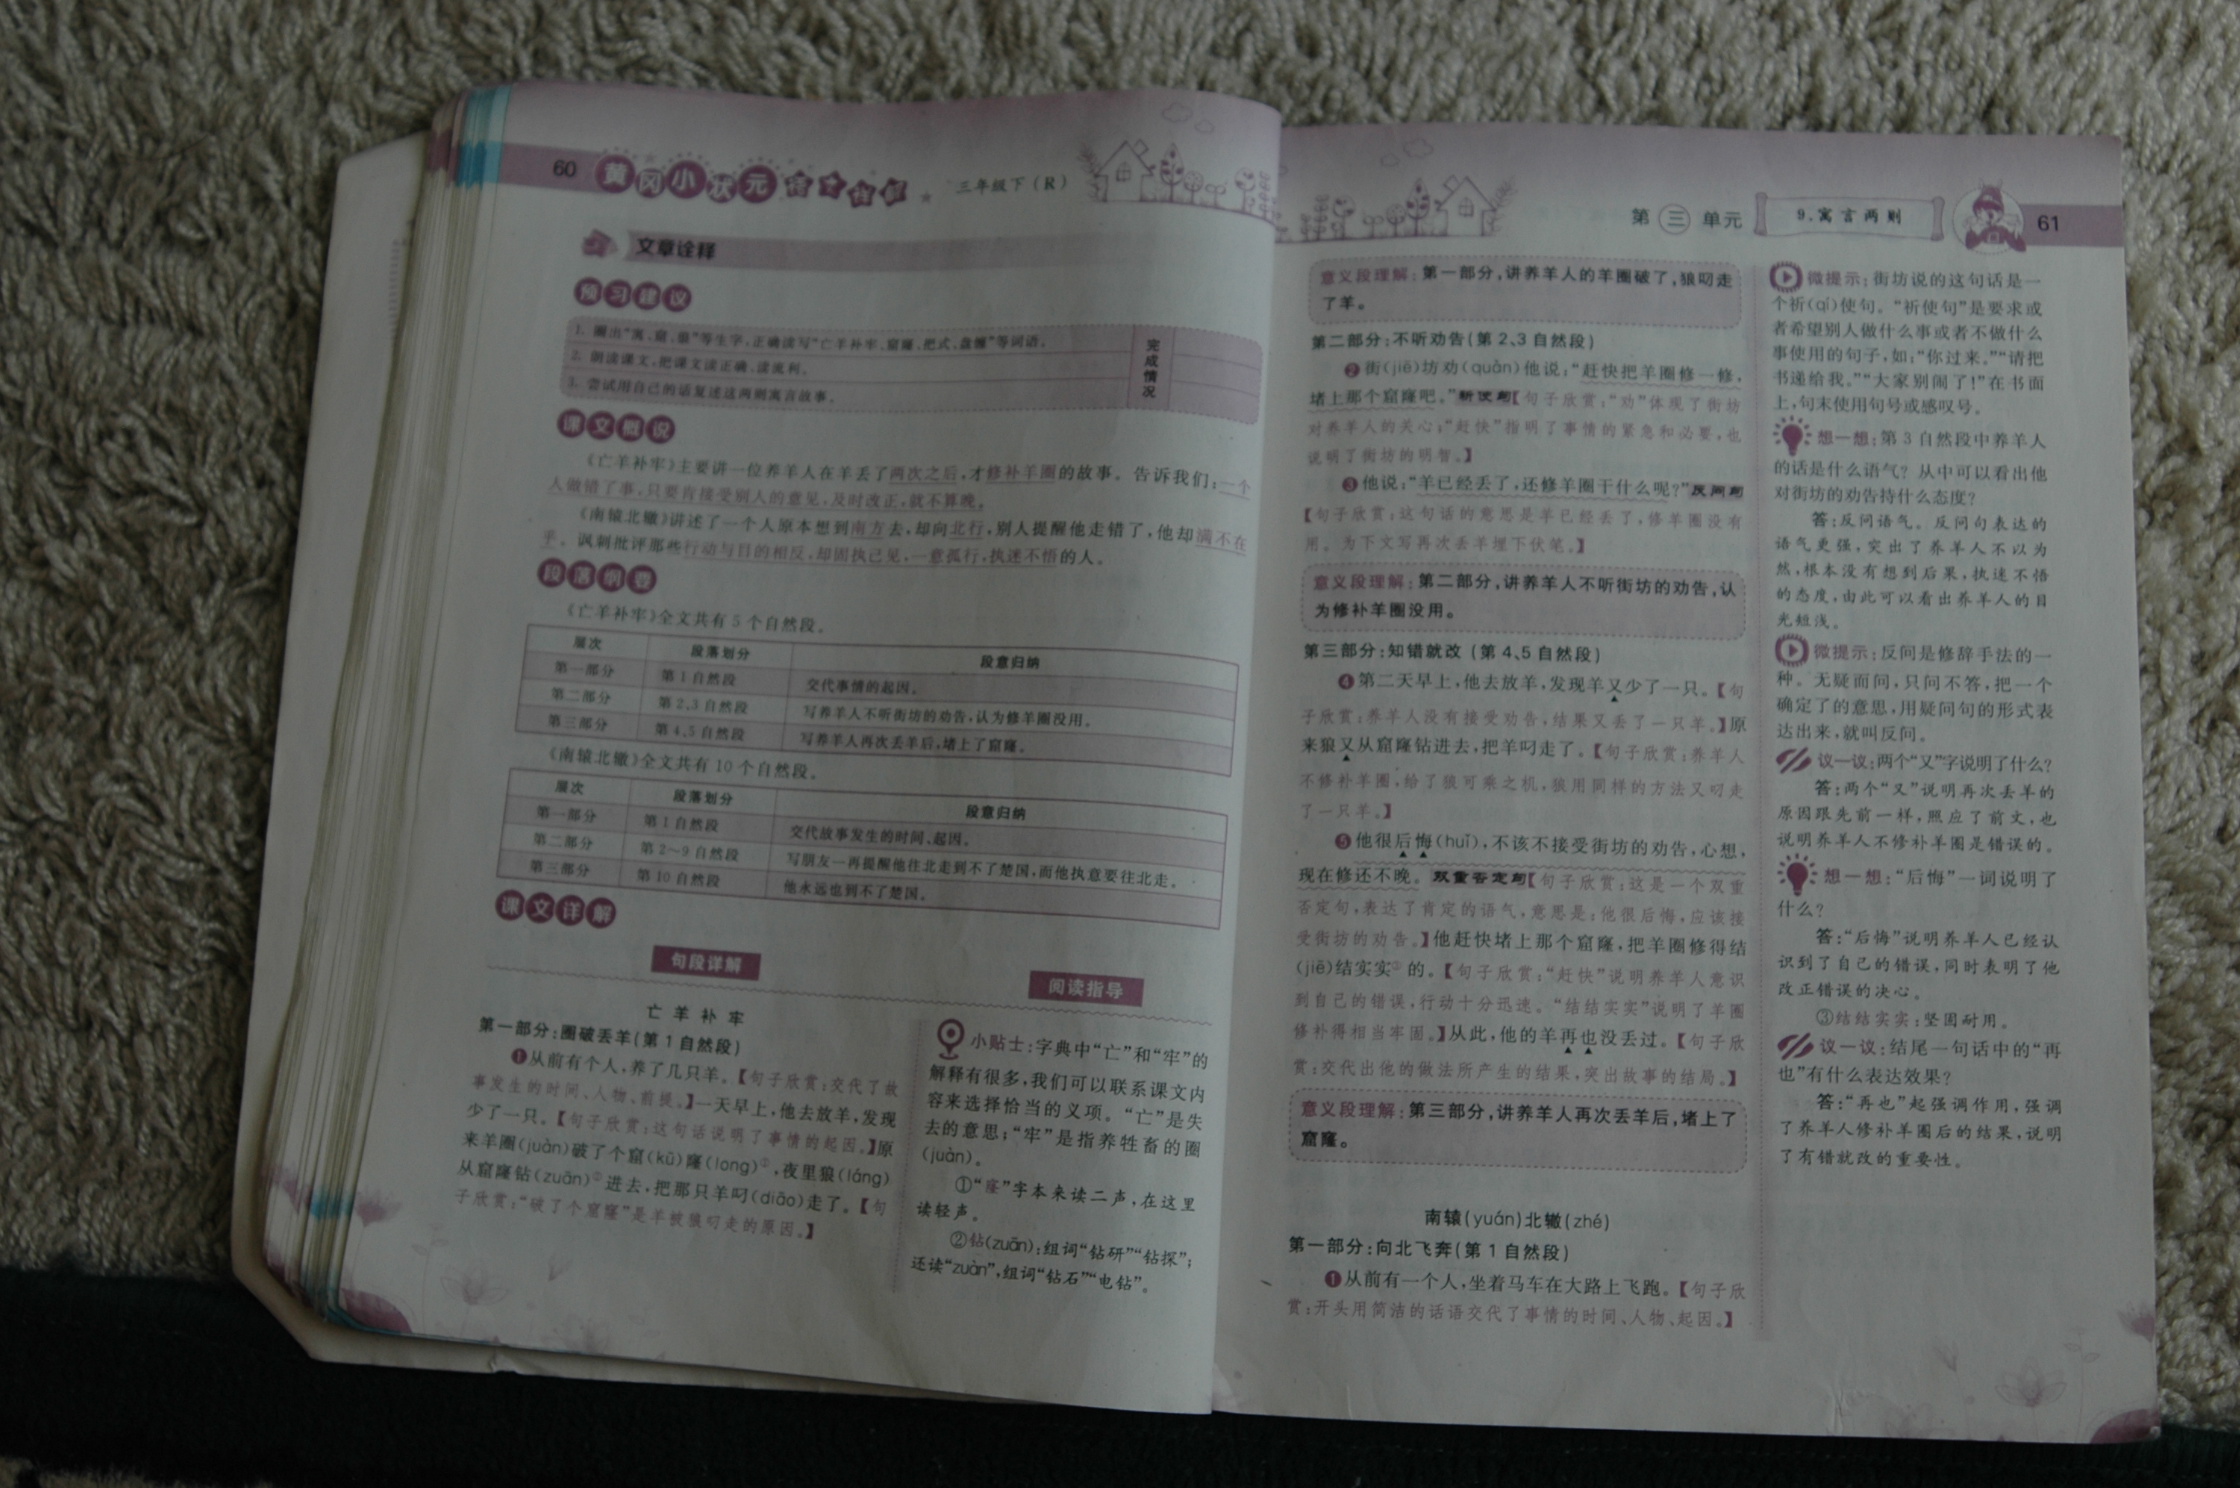 60
黄冈小状元
三年级下(R)
文章诠释
预习建议
2. 朗读课文,把课文读正确、读流利。
3. 尝试用自己的话复述这两则寓言故事。
完成情况
课文概说
《亡羊补牢》主要讲一位养羊人在羊丢了两次之后,才修补羊圈的故事。告诉我们:一个
人做错了事,只要肯接受别人的意见,及时改正,就不算晚。
《南辕北辙》讲述了一个人原本想到南方去,却向北行,别人提醒他走错了,他却满不在
乎。讽刺批评那些行动与目的相反,却固执己见,一意孤行,执迷不悟的人。
段落明要
《亡羊补牢》全文共有 5 个自然段。
层次 段落划分 段意归纳
第一部分 第 1 自然段 交代事情的起因。
第二部分 第 2、3 自然段 写养羊人不听街坊的劝告,认为修羊圈没用。
第三部分 第 4、5 自然段 写养羊人再次丢羊后,堵上了窟窿。
《南辕北辙》全文共有 10 个自然段。
层次 段落划分 段意归纳
第一部分 第 1 自然段 交代故事发生的时间、起因。
第二部分 第 2~9 自然段 写朋友一再提醒他往北走到不了楚国,而他执意要往北走。
第三部分 第 10 自然段 他永远也到不了楚国。
课文详解
句段详解
阅读指导
亡羊补牢
第一部分:圈破丢羊(第 1 自然段)
❶从前有个人,养了几只羊。【句子欣赏:交代了故
事发生的时间、人物、前提。】一天早上,他去放羊,发现
少了一只。【句子欣赏:这句话说明了事情的起因。】原
来羊圈(juàn)破了个窟(kū)窿(long)①,夜里狼(láng)
从窟窿钻(zuān)②进去,把那只羊叼(diāo)走了。【句
子欣赏:“破了个窟窿”是羊被狼叼走的原因。】
小贴士:字典中“亡”和“牢”的
解释有很多,我们可以联系课文内
容来选择恰当的义项。“亡”是失
去的意思;“牢”是指养牲畜的圈
(juàn)。
①“窿”字本来读二声,在这里
读轻声。
②钻(zuān):组词“钻研”“钻探”;
还读“zuàn”,组词“钻石”“电钻”。
第三单元
9.寓言两则
61
意义段理解:第一部分,讲养羊人的羊圈破了,狼叼走
了羊。
第二部分:不听劝告(第 2、3 自然段)
❷街(jiē)坊劝(quàn)他说:“赶快把羊圈修一修,
堵上那个窟窿吧。”祈使句【句子欣赏:“劝”体现了街坊
对养羊人的关心;“赶快”指明了事情的紧急和必要,也
说明了街坊的明智。】
❸他说:“羊已经丢了,还修羊圈干什么呢?”反问句
【句子欣赏:这句话的意思是羊已经丢了,修羊圈没有
用。为下文写再次丢羊埋下伏笔。】
意义段理解:第二部分,讲养羊人不听街坊的劝告,认
为修补羊圈没用。
第三部分:知错就改(第 4、5 自然段)
❹第二天早上,他去放羊,发现羊又少了一只。【句
子欣赏:养羊人没有接受劝告,结果又丢了一只羊。】原
来狼又从窟窿钻进去,把羊叼走了。【句子欣赏:养羊人
不修补羊圈,给了狼可乘之机,狼用同样的方法又叼走
了一只羊。】
❺他很后悔(huǐ),不该不接受街坊的劝告,心想,
现在修还不晚。双重否定句【句子欣赏:这是一个双重
否定句,表达了肯定的语气,意思是:他很后悔,应该接
受街坊的劝告。】他赶快堵上那个窟窿,把羊圈修得结
(jiē)结实实③的。【句子欣赏:“赶快”说明养羊人意识
到自己的错误,行动十分迅速。“结结实实”说明了羊圈
修补得相当牢固】从此,他的羊再也没丢过。【句子欣
赏:交代出他的做法所产生的结果,突出故事的结局。】
意义段理解:第三部分,讲养羊人再次丢羊后,堵上了
窟窿。
南辕(yuán)北辙(zhé)
第一部分:向北飞奔(第 1 自然段)
❶从前有一个人,坐着马车在大路上飞跑。【句子欣
赏:开头用简洁的话语交代了事情的时间、人物、起因。】
微提示:街坊说的这句话是一
个祈(qí)使句。“祈使句”是要求或
者希望别人做什么事或者不做什么
事使用的句子,如:“你过来。”“请把
书递给我。”“大家别闹了!”在书面
上,句末使用句号或感叹号。
想一想:第 3 自然段中养羊人
的话是什么语气?从中可以看出他
对街坊的劝告持什么态度?
答:反问语气。反问句表达的
语气更强,突出了养羊人不以为
然,根本没有想到后果,执迷不悟
的态度,由此可以看出养羊人的目
光短浅。
微提示:反问是修辞手法的一
种。无疑而问,只问不答,把一个
确定了的意思,用疑问句的形式表
达出来,就叫反问。
议一议:两个“又”字说明了什么?
答:两个“又”说明再次丢羊的
原因跟先前一样,照应了前文,也
说明养羊人不修补羊圈是错误的。
想一想:“后悔”一词说明了
什么?
答:“后悔”说明养羊人已经认
识到了自己的错误,同时表明了他
改正错误的决心。
③结结实实:坚固耐用。
议一议:结尾一句话中的“再
也”有什么表达效果?
答:“再也”起强调作用,强调
了养羊人修补羊圈后的结果,说明
了有错就改的重要性。